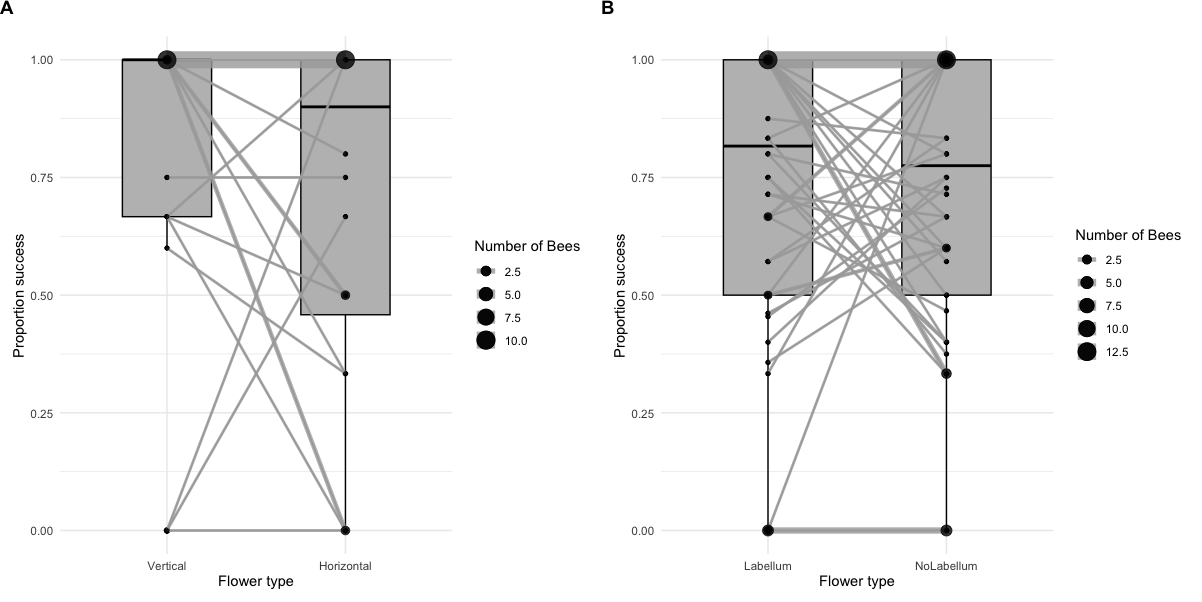 A
Proportion success
1.00
0.75
0.50
0.25
0.00
Vertical
Horizontal
Flower type
Number of Bees
2.5
5.0
7.5
10.0
B
Proportion success
1.00
0.75
0.50
0.25
0.00
Labellum
NoLabellum
Flower type
Number of Bees
2.5
5.0
7.5
10.0
12.5